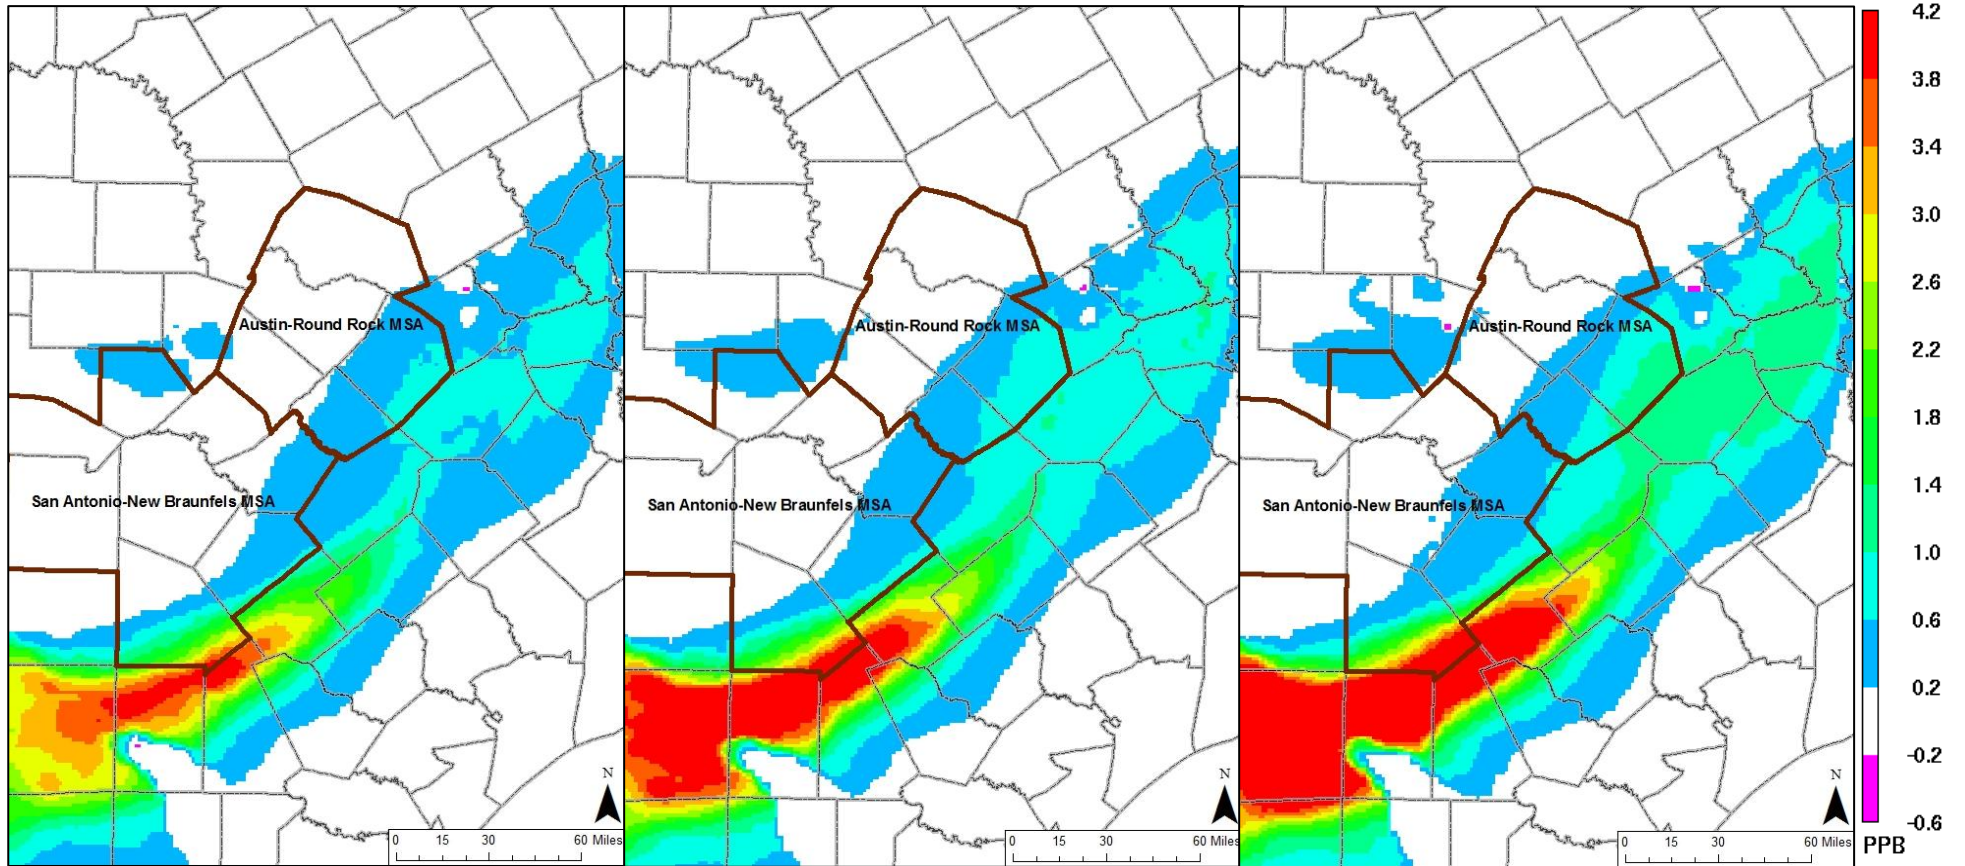 Austin-Round Rock MSA
San Antonio-New Braunfels MSA
N
0 15 30 60 Miles
Austin-Round Rock MSA
San Antonio-New Braunfels MSA
N
0 15 30 60 Miles
Austin-Round Rock MSA
San Antonio-New Braunfels MSA
N
0 15 30 60 Miles
4.2
3.8
3.4
3.0
2.6
2.2
1.8
1.4
1.0
0.6
0.2
-0.2
-0.6
PPB